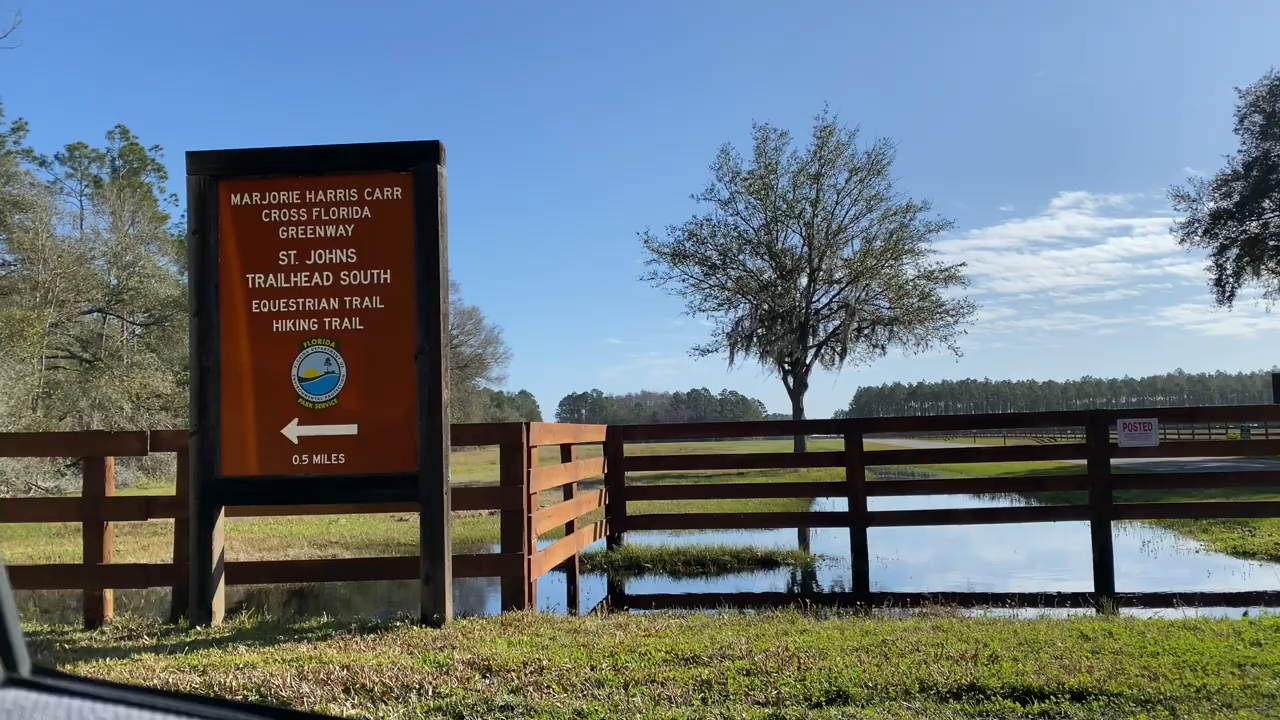 MARJORIE HARRIS CARR
CROSS FLORIDA
GREENWAY
ST. JOHNS
TRAILHEAD SOUTH
EQUESTRIAN TRAIL
HIKING TRAIL
FLORIDA
PARK SERVICE
0.5 MILES
POSTED